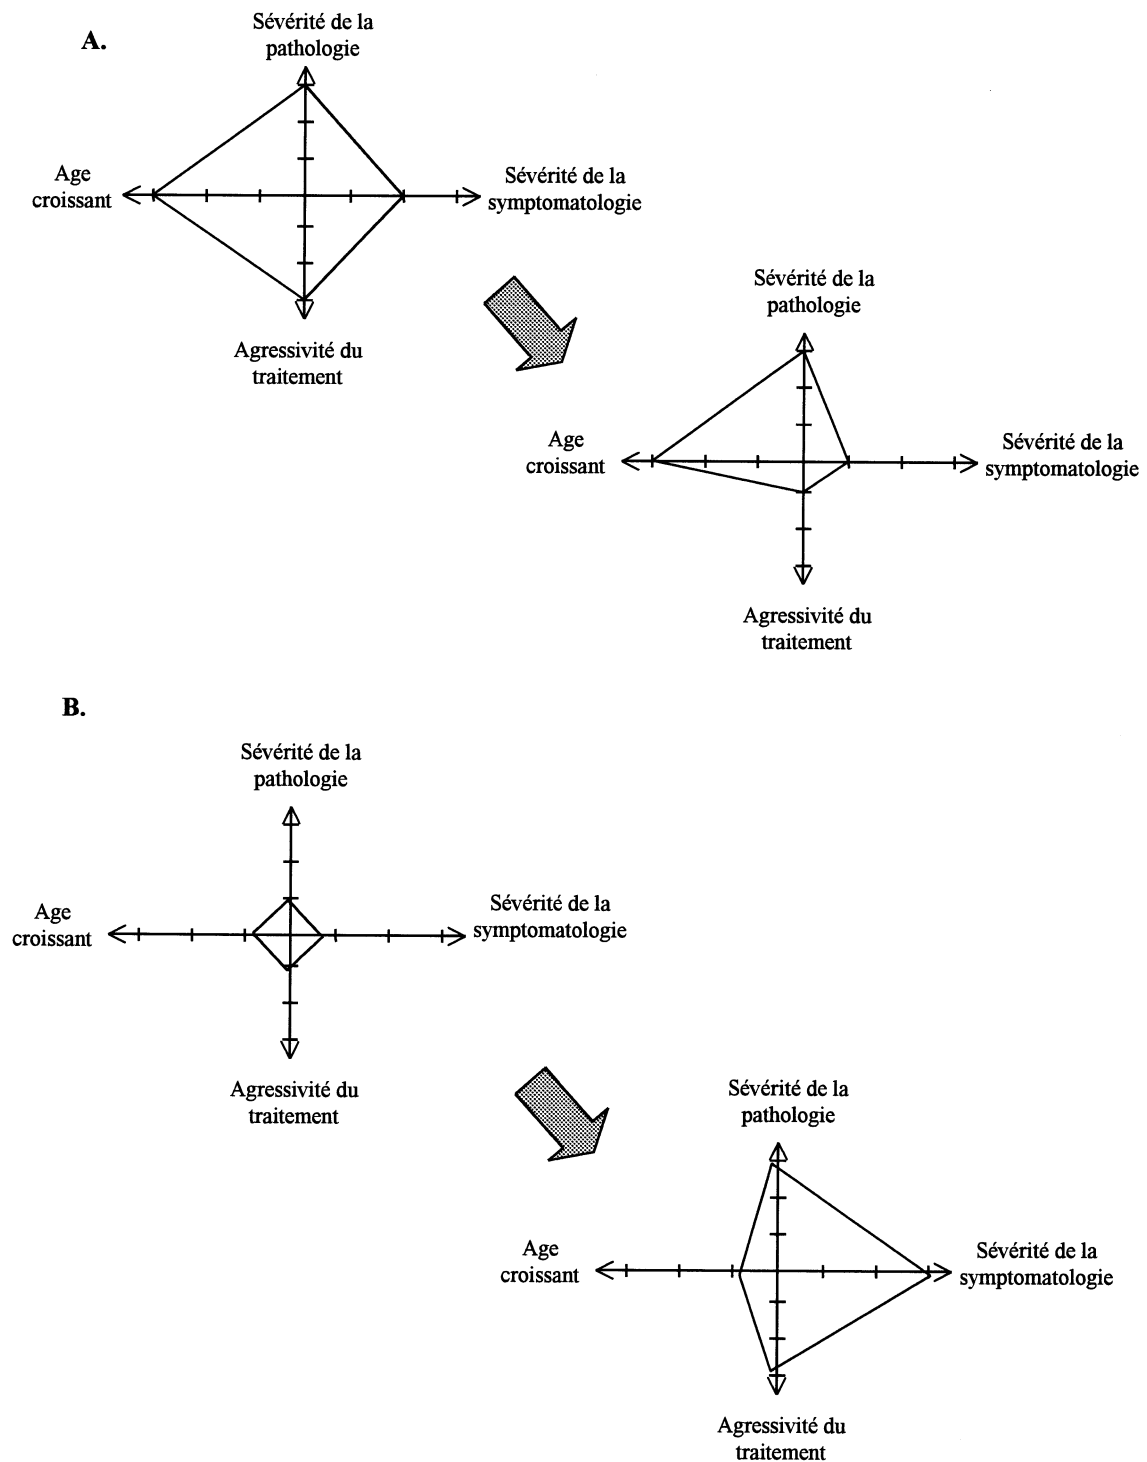 A.
Sévérité de la
pathologie
Age
croissant
Sévérité de la
symptomatologie
Agressivité du
traitement
Sévérité de la
pathologie
Age
croissant
Sévérité de la
symptomatologie
Agressivité du
traitement
B.
Sévérité de la
pathologie
Age
croissant
Sévérité de la
symptomatologie
Agressivité du
traitement
Sévérité de la
pathologie
Age
croissant
Sévérité de la
symptomatologie
Agressivité du
traitement